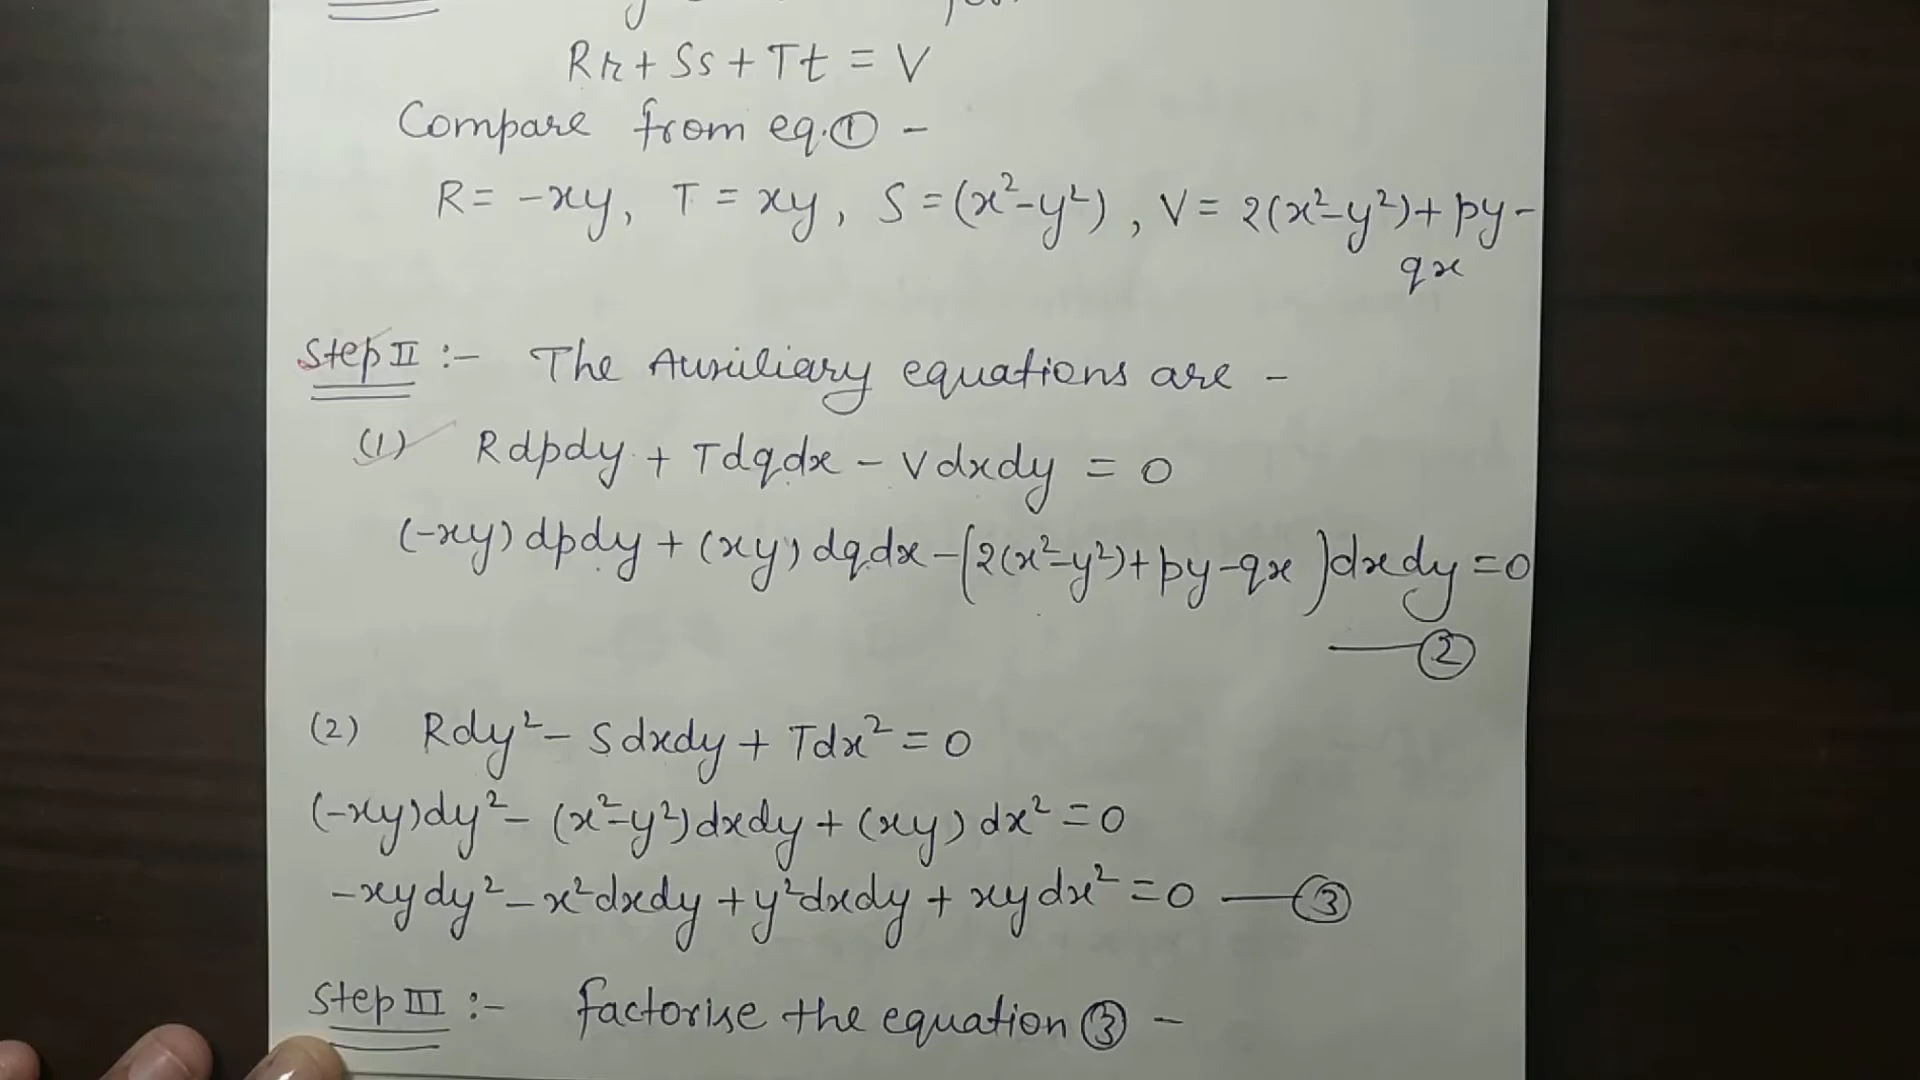 Rr + Ss + Tt = V
Compare from eq.① -
R = -xy, T = xy, S = (x²-y²), V = 2(x²-y²) + py -
qx
Step II :- The Auxiliary equations are -
(1) Rdpdy + Tdqdx - Vdxdy = 0
(-xy) dpdy + (xy) dqdx - [2(x²-y²) + py - qx] dxdy = 0
—②
(2) Rdy² - Sdxdy + Tdx² = 0
(-xy)dy² - (x²-y²)dxdy + (xy) dx² = 0
-xydy² - x²dxdy + y²dxdy + xydx² = 0 —③
Step III :- factorise the equation ③ -